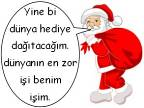 Yine bi
dünya hediye
dağıtacağım.
dünyanın en zor
işi benim
işim.